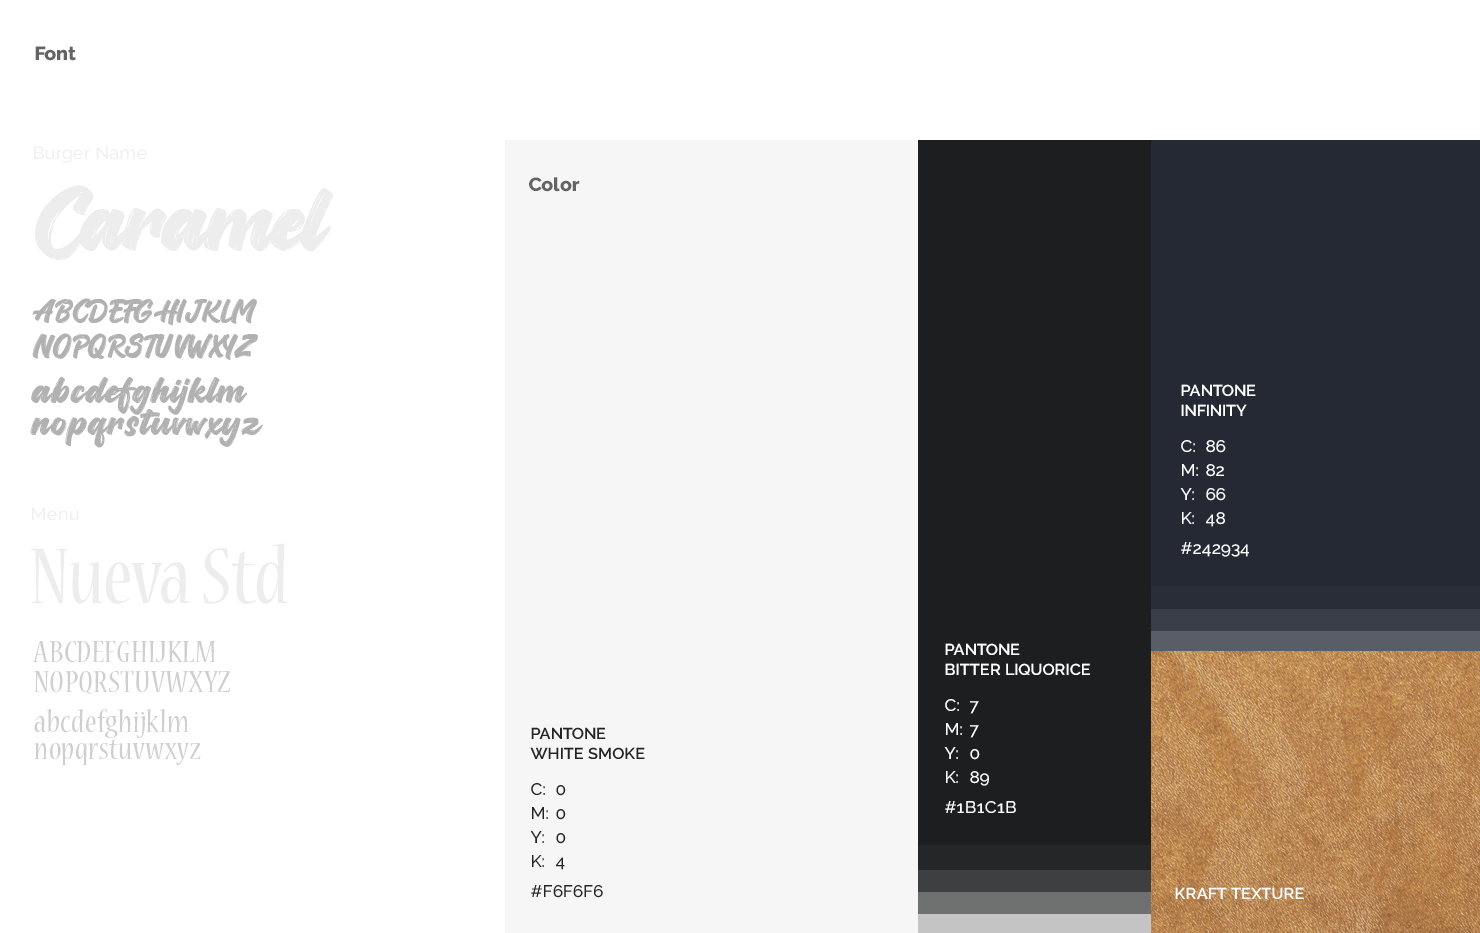 Font
Burger Name
Caramel
ABCDEFGHIJKLM
NOPQRSTUVWXYZ
abcdefghijklm
nopqrstuvwxyz
Menu
Nueva Std
ABCDEFGHIJKLM
NOPQRSTUVWXYZ
abcdefghijklm
nopqrstuvwxyz
Color
PANTONE
WHITE SMOKE
C: 0
M: 0
Y: 0
K: 4
#F6F6F6
PANTONE
BITTER LIQUORICE
C: 7
M: 7
Y: 0
K: 89
#1B1C1B
PANTONE
INFINITY
C: 86
M: 82
Y: 66
K: 48
#242934
KRAFT TEXTURE